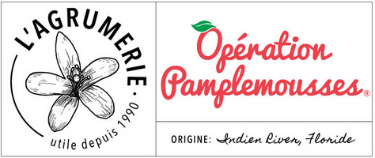 L'AGRUMERIE.
utile depuis 1990
Opération
Pamplemousses®
ORIGINE: Indien River, Floride